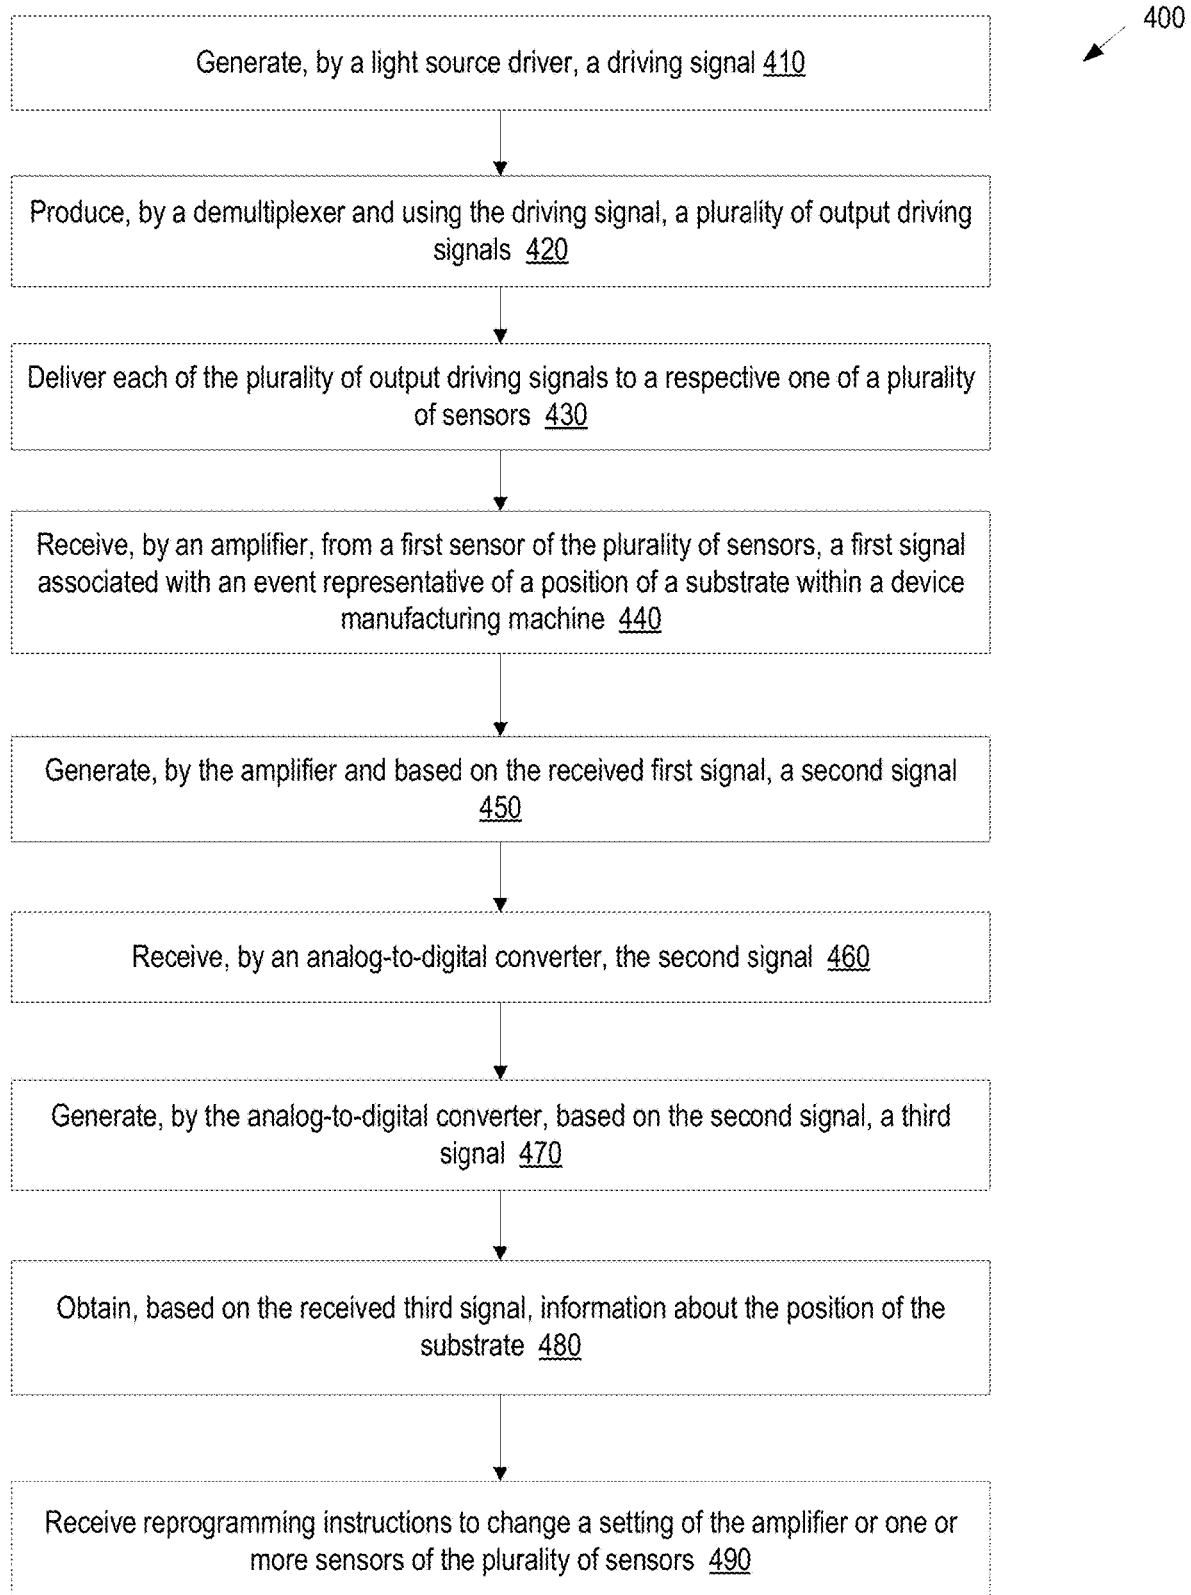 400
Generate, by a light source driver, a driving signal 410
Produce, by a demultiplexer and using the driving signal, a plurality of output driving
signals 420
Deliver each of the plurality of output driving signals to a respective one of a plurality
of sensors 430
Receive, by an amplifier, from a first sensor of the plurality of sensors, a first signal
associated with an event representative of a position of a substrate within a device
manufacturing machine 440
Generate, by the amplifier and based on the received first signal, a second signal
450
Receive, by an analog-to-digital converter, the second signal 460
Generate, by the analog-to-digital converter, based on the second signal, a third
signal 470
Obtain, based on the received third signal, information about the position of the
substrate 480
Receive reprogramming instructions to change a setting of the amplifier or one or
more sensors of the plurality of sensors 490